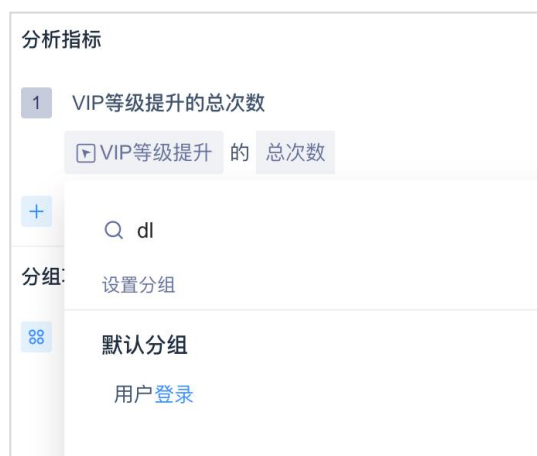 分析指标
1 VIP等级提升的总次数
VIP等级提升 的 总次数
dl
分组
设置分组
默认分组
用户登录